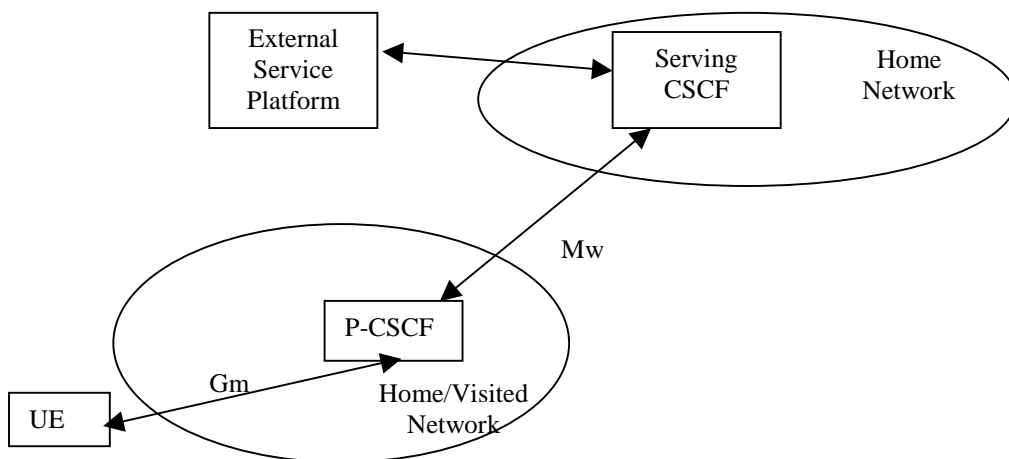 External
Service
Platform
Serving
CSCF
Home
Network
Mw
P-CSCF
Gm
Home/Visited
Network
UE